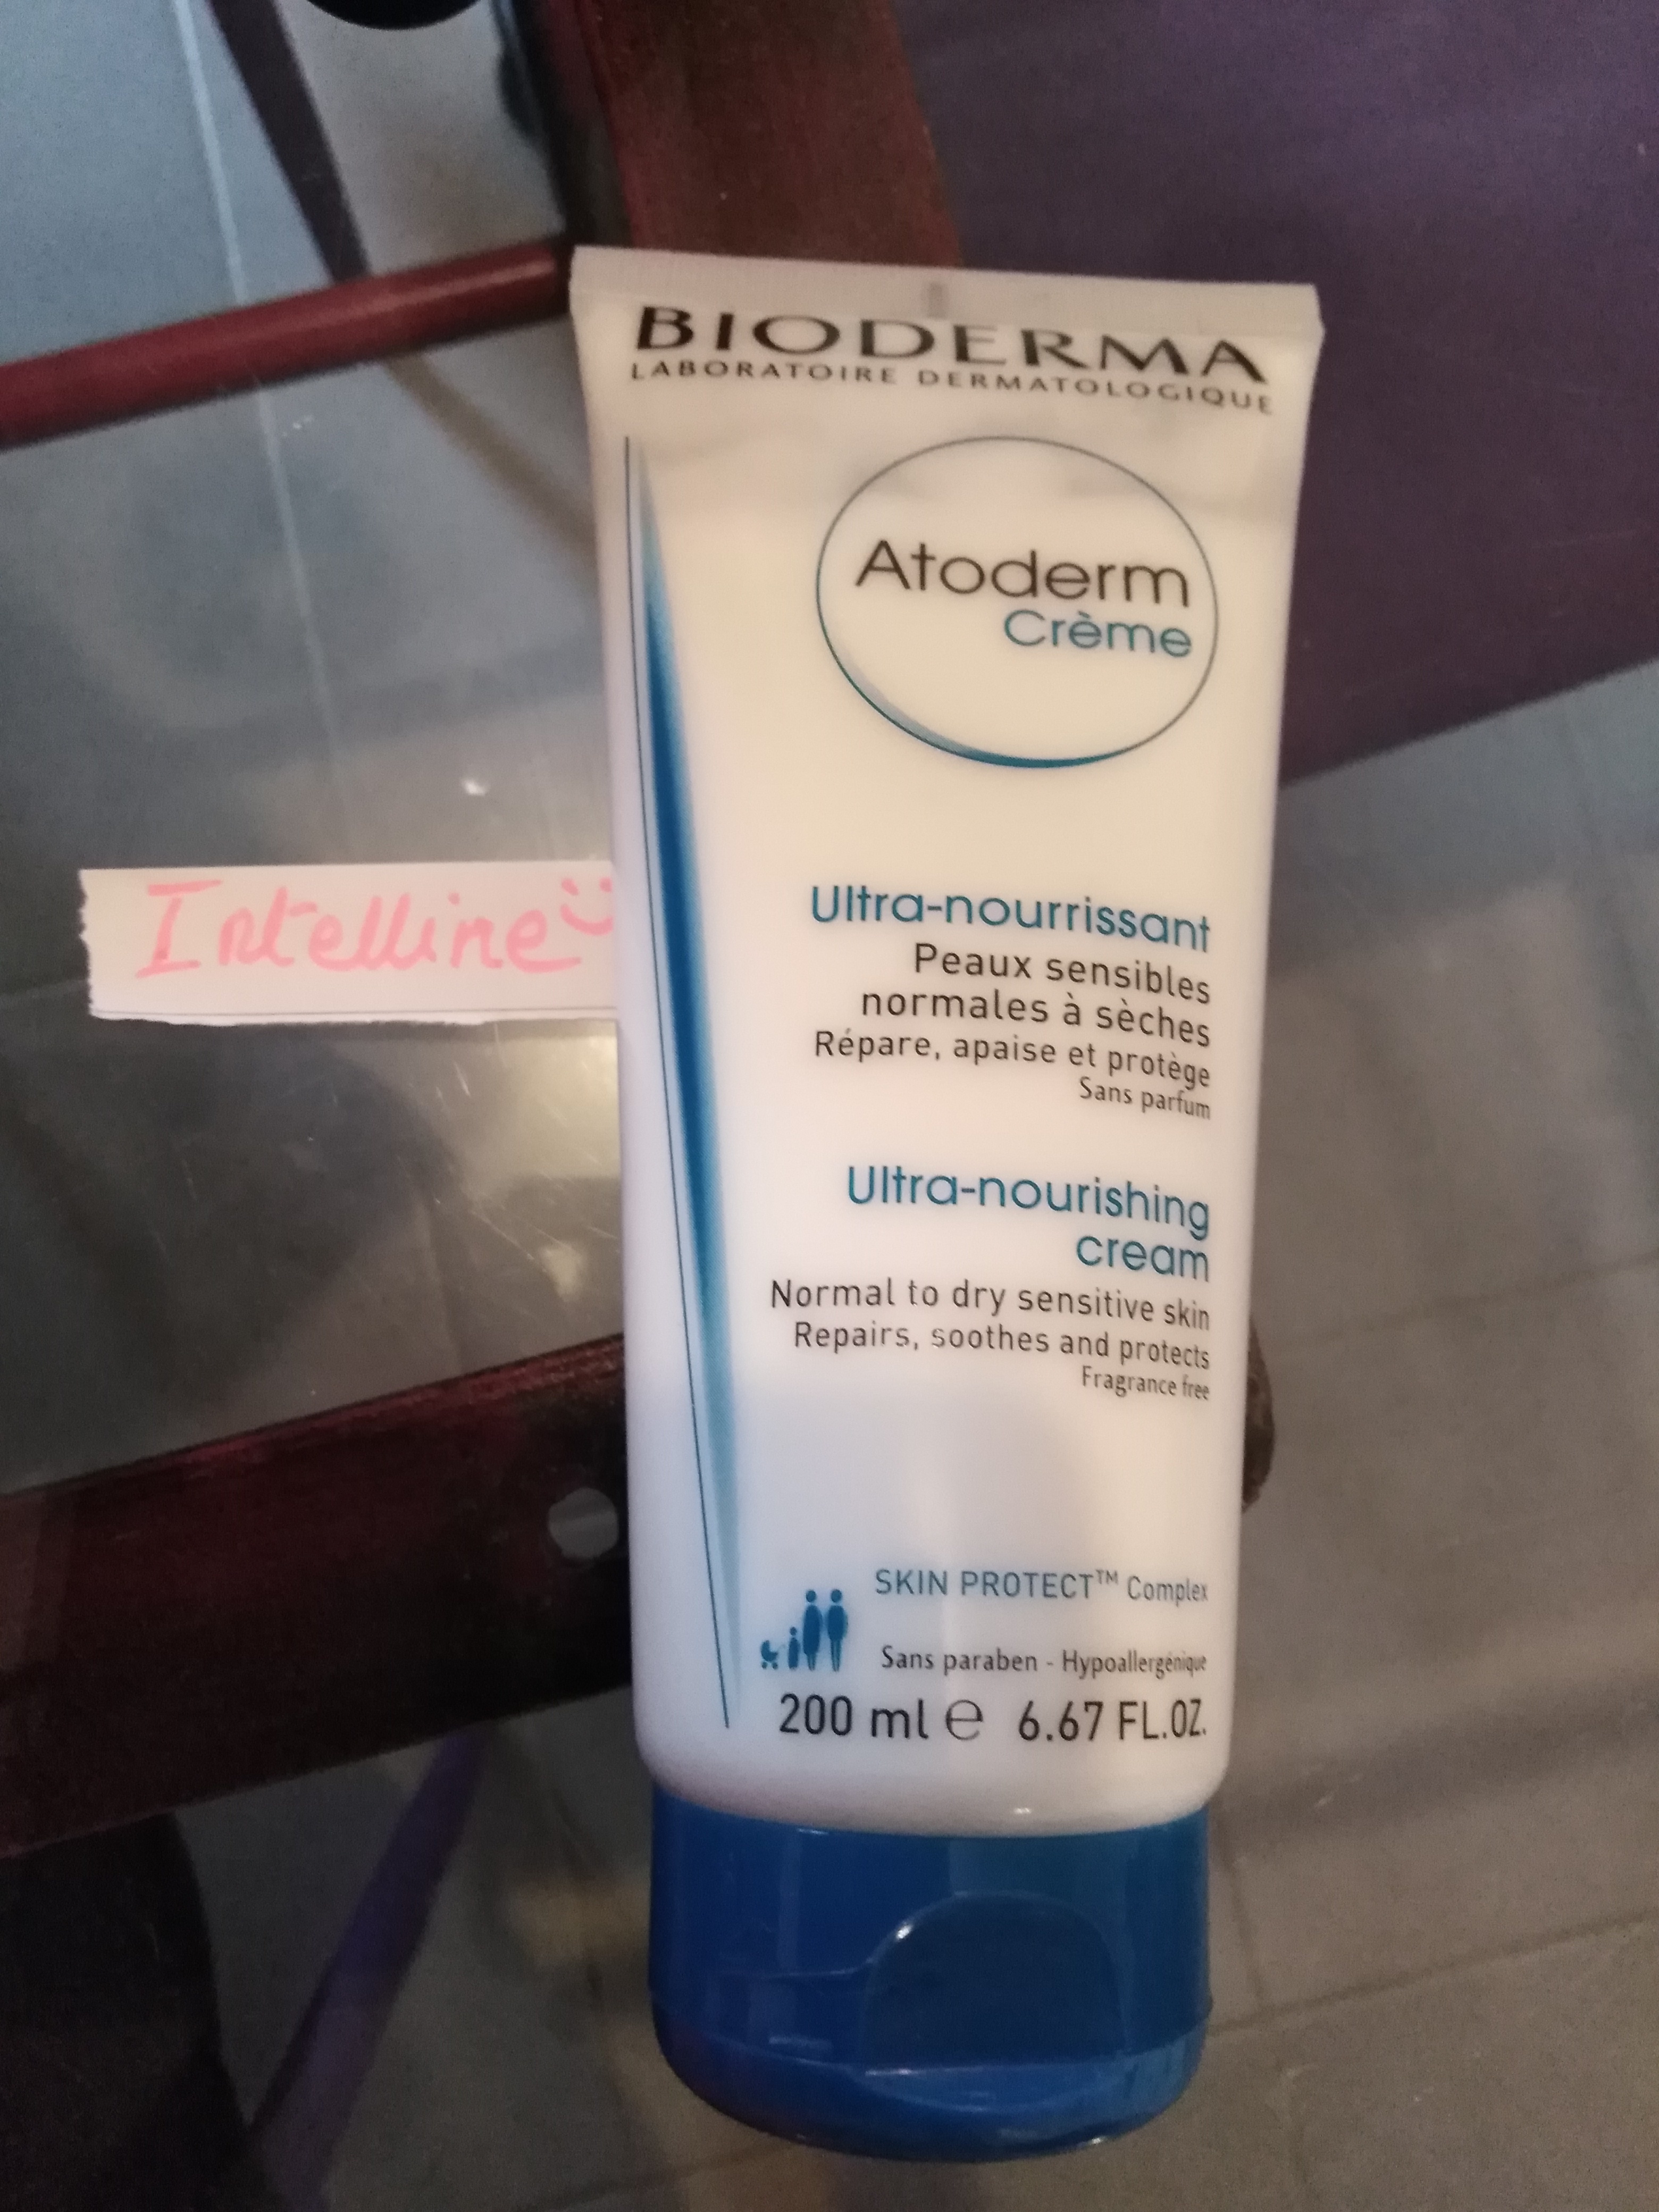 BIODERMA
LABORATOIRE DERMATOLOGIQUE
Atoderm
Crème
Intelline
Ultra-nourrissant
Peaux sensibles
normales à sèches
Répare, apaise et protège
Sans parfum
Ultra-nourishing
cream
Normal to dry sensitive skin
Repairs, soothes and protects
Fragrance free
SKIN PROTECT™ Complex
Sans paraben - Hypoallergénique
200 ml ℮ 6.67 FL.OZ.